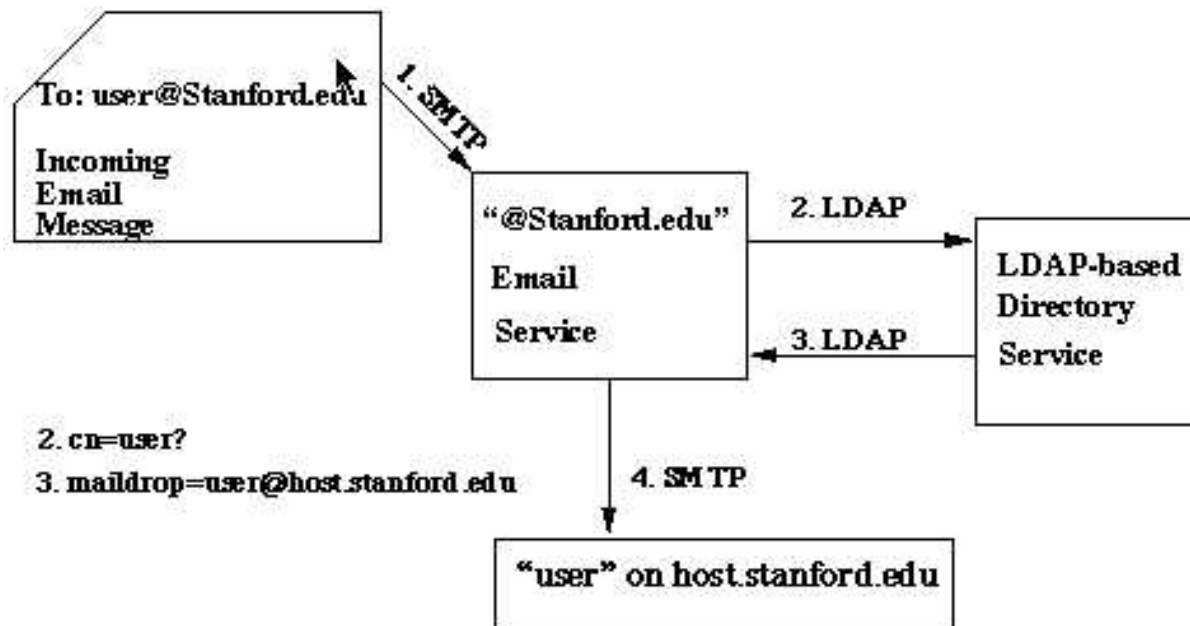 To: user@Stanford.edu
Incoming
Email
Message
1. SMTP
“@Stanford.edu”
Email
Service
2. LDAP
3. LDAP
LDAP-based
Directory
Service
2. cn=user?
3. maildrop=user@host.stanford.edu
4. SMTP
“user” on host.stanford.edu